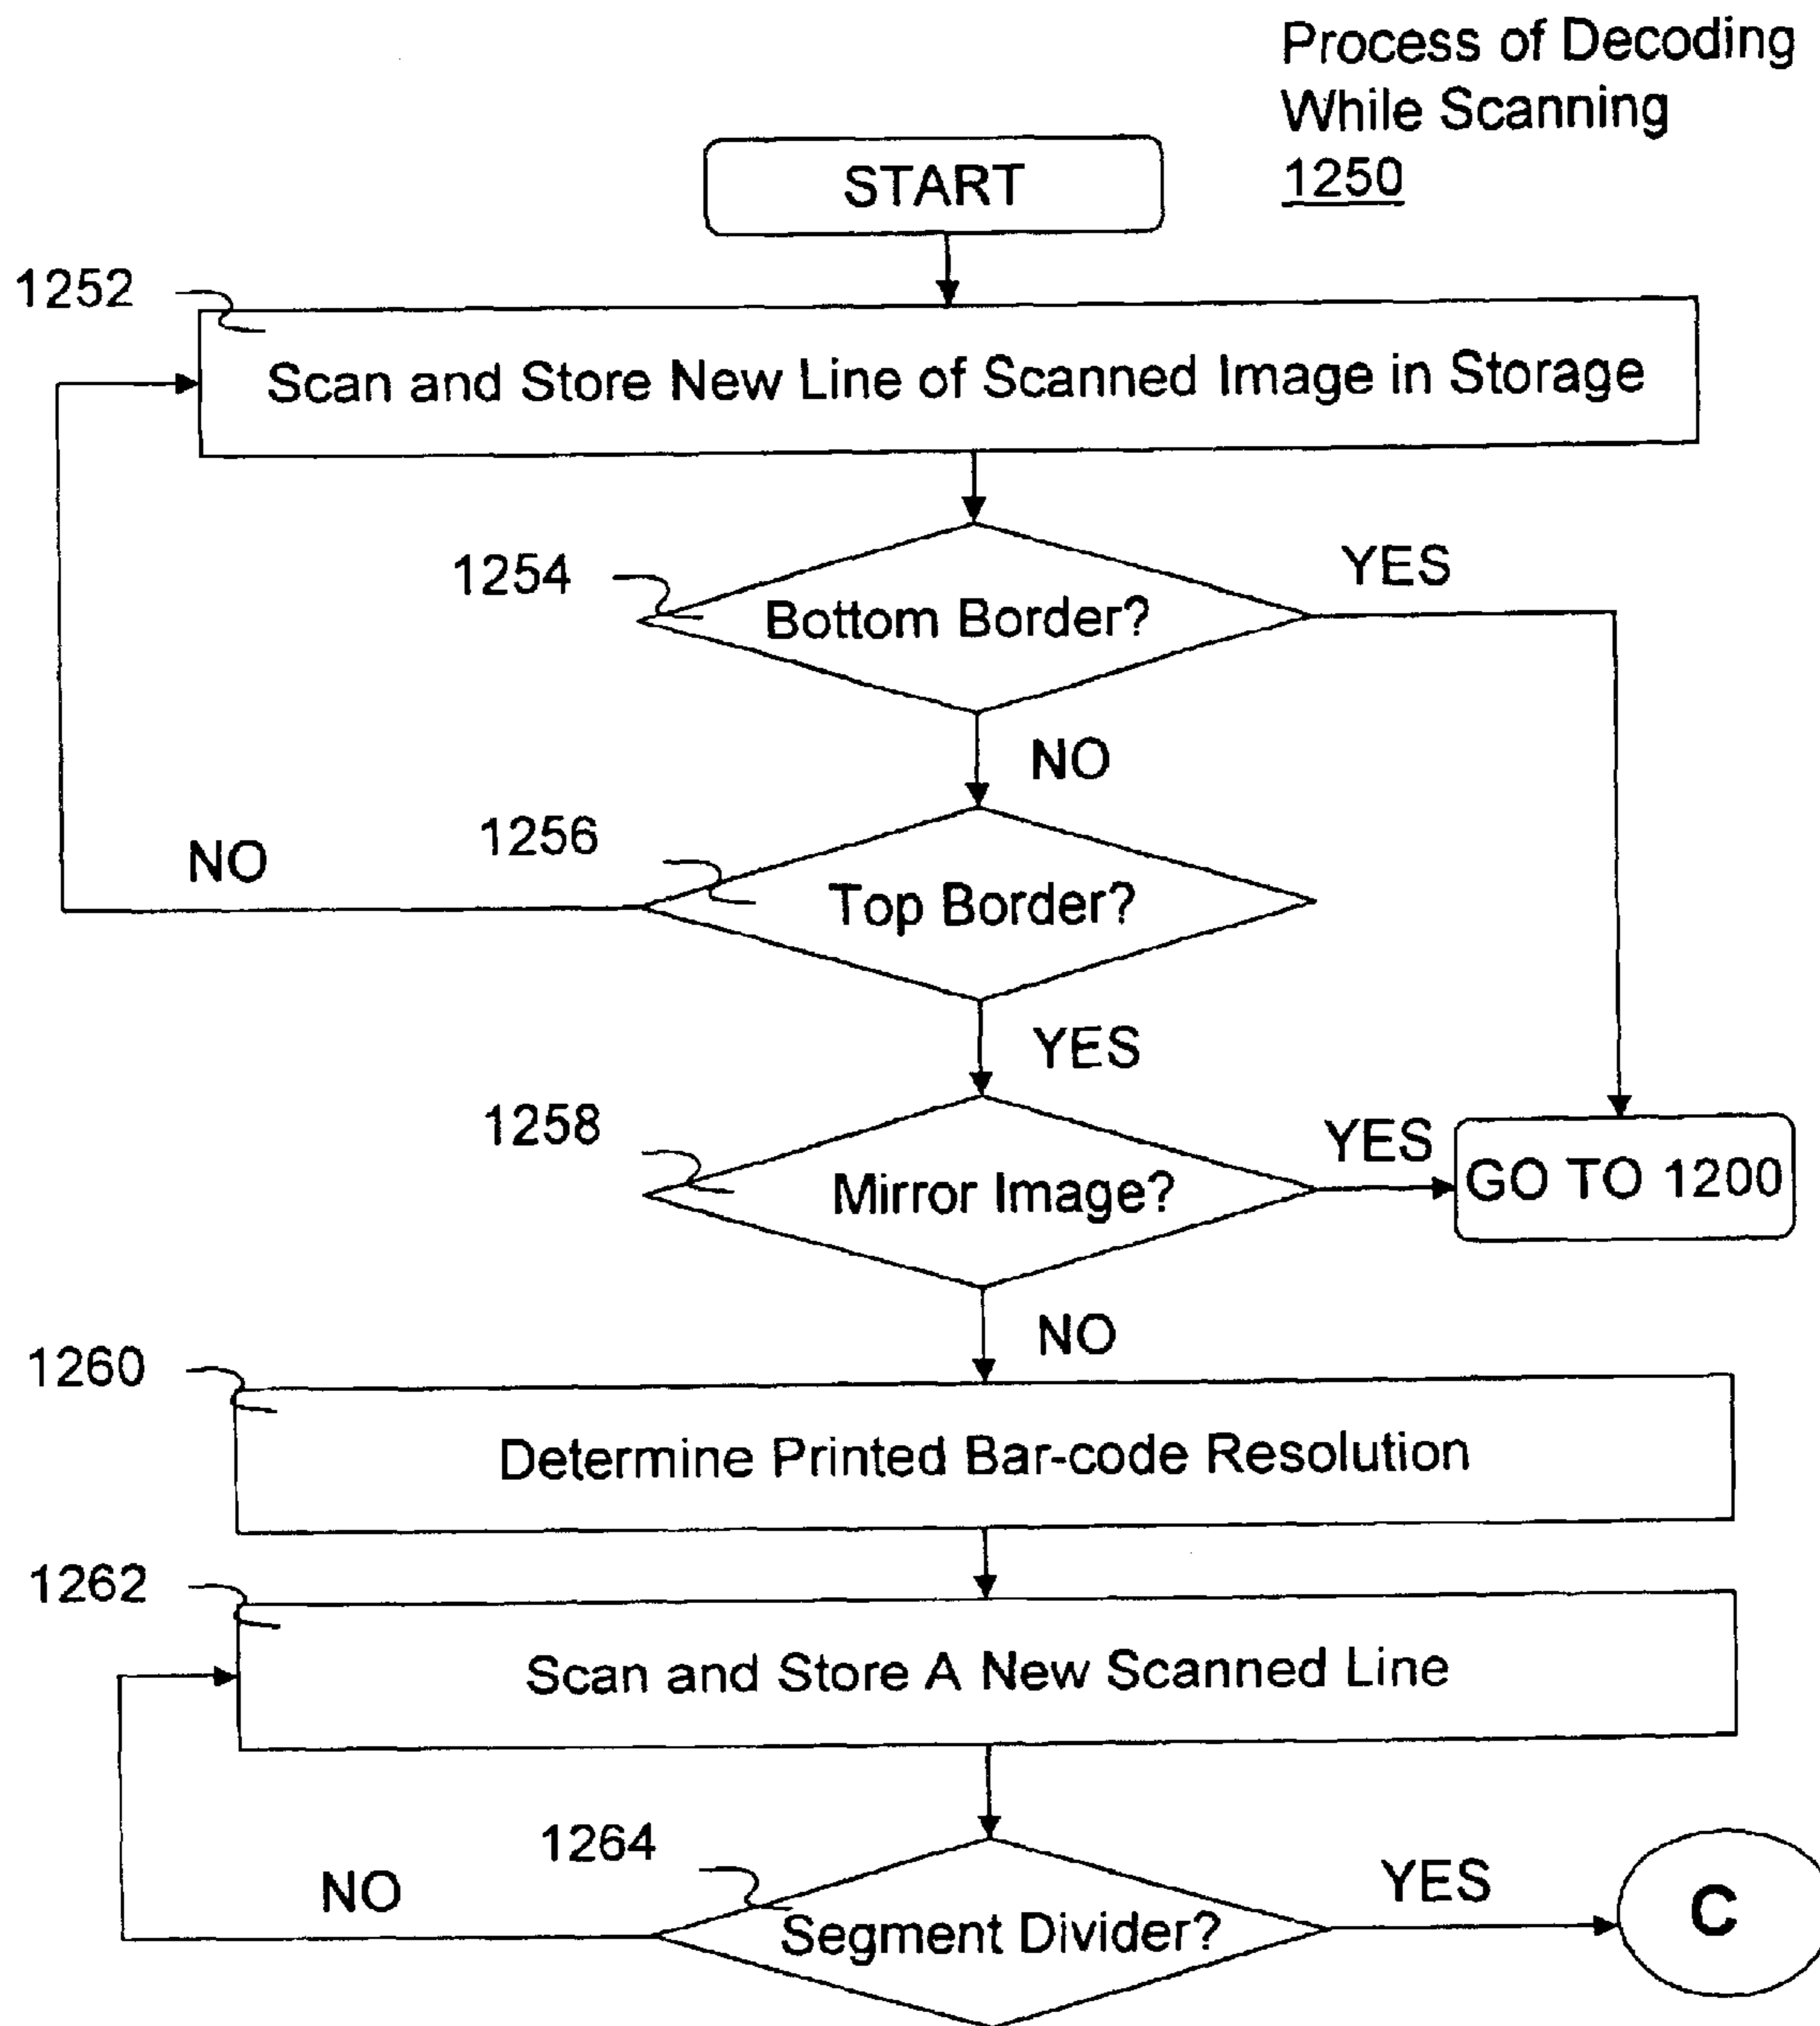 Process of Decoding
While Scanning
1250
START
1252
Scan and Store New Line of Scanned Image in Storage
1254
Bottom Border?
YES
NO
1256
Top Border?
NO
YES
1258
Mirror Image?
YES
GO TO 1200
NO
1260
Determine Printed Bar-code Resolution
1262
Scan and Store A New Scanned Line
1264
Segment Divider?
NO
YES
C